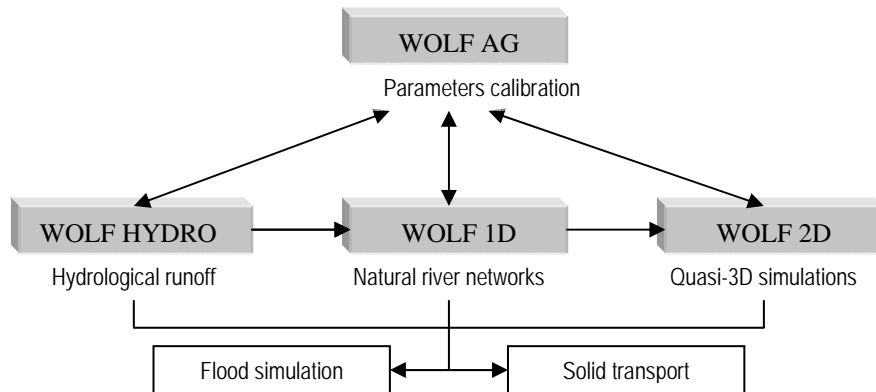 WOLF AG
Parameters calibration
WOLF HYDRO
WOLF 1D
WOLF 2D
Hydrological runoff
Natural river networks
Quasi-3D simulations
Flood simulation
Solid transport